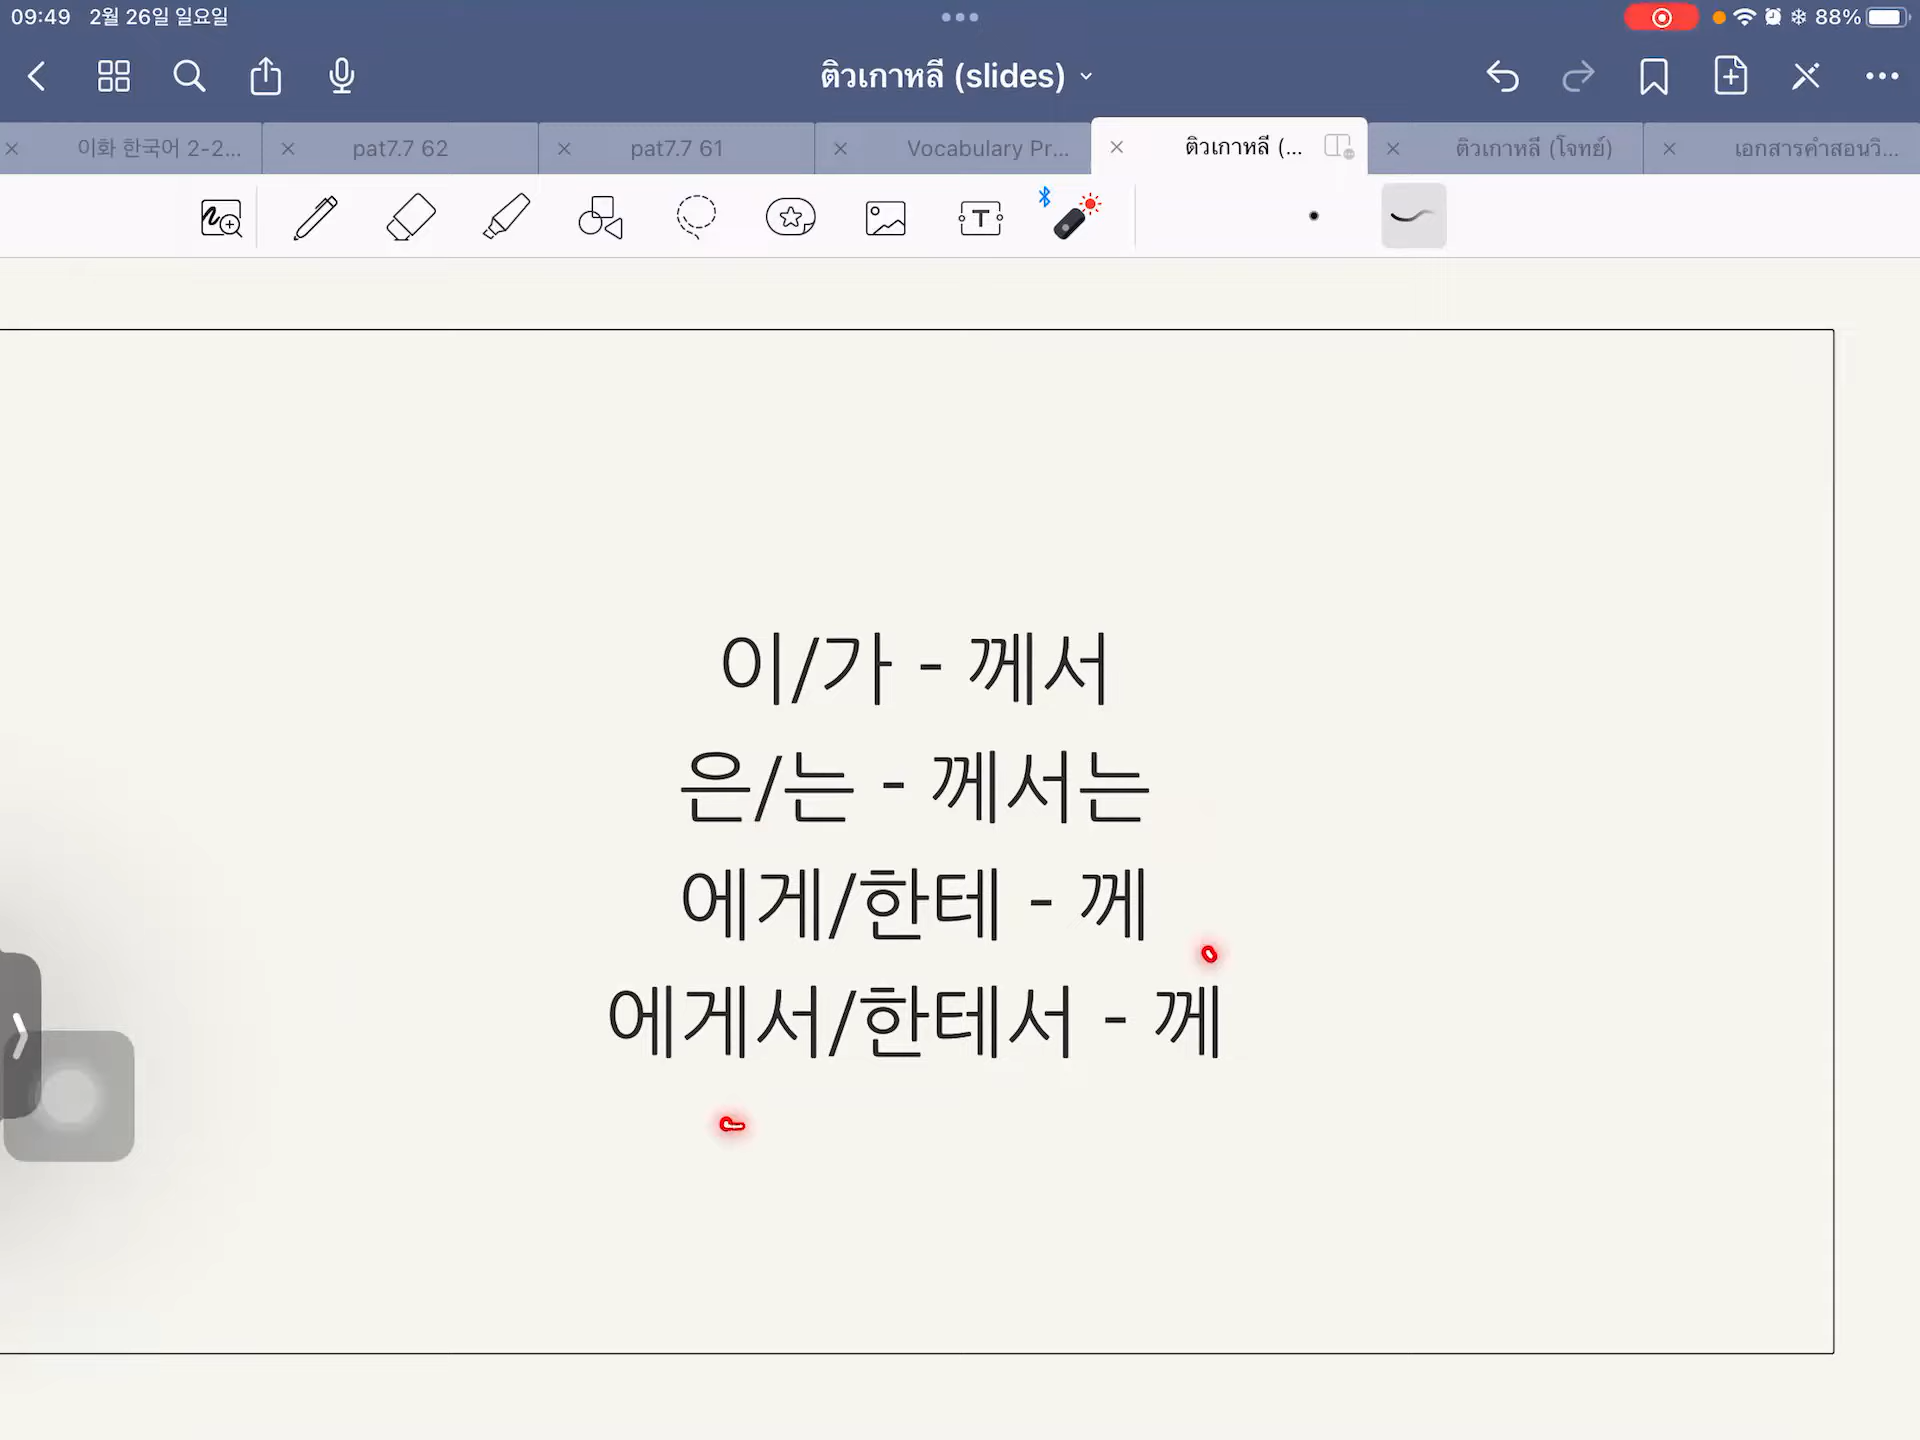 09:49 2월 26일 일요일
88%
ติวเกาหลี (slides)
이화 한국어 2-2...
pat7.7 62
pat7.7 61
Vocabulary Pr...
ติวเกาหลี (...
ติวเกาหลี (โจทย์)
เอกสารคำสอนวิ...
이/가 - 께서
은/는 - 께서는
에게/한테 - 께
에게서/한테서 - 께